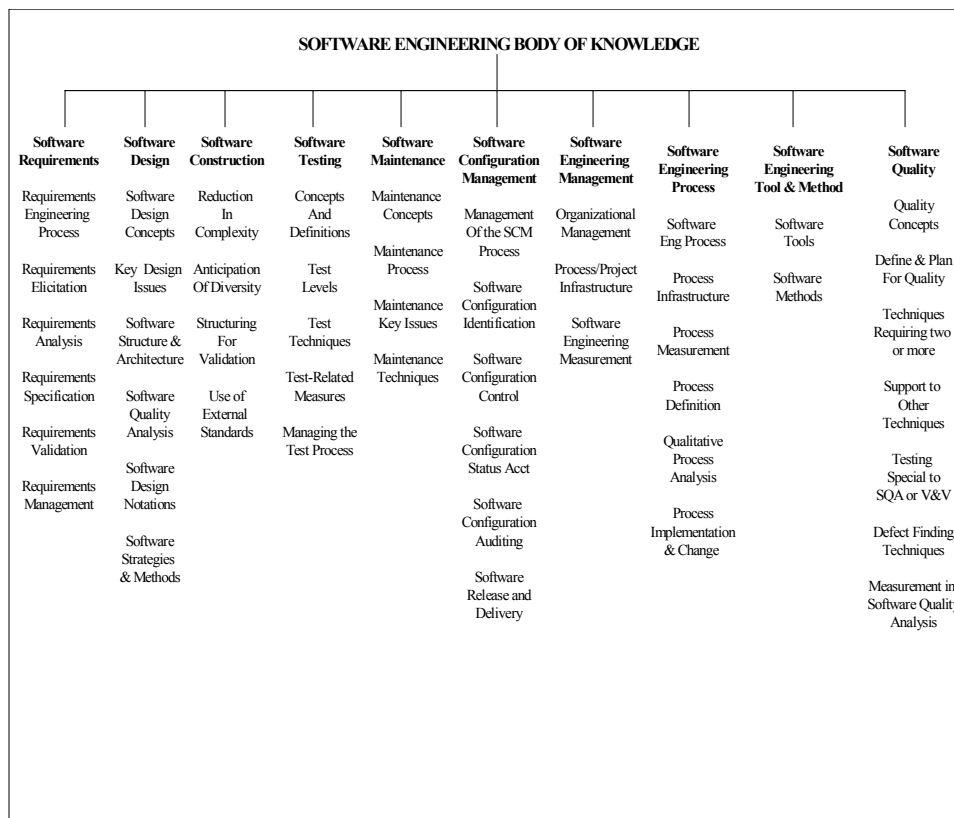 SOFTWARE ENGINEERING BODY OF KNOWLEDGE
Software
Requirements
Requirements
Engineering
Process
Requirements
Elicitation
Requirements
Analysis
Requirements
Specification
Requirements
Validation
Requirements
Management
Software
Design
Software
Design
Concepts
Key Design
Issues
Software
Structure &
Architecture
Software
Quality
Analysis
Software
Design
Notations
Software
Strategies
& Methods
Software
Construction
Reduction
In
Complexity
Anticipation
Of Diversity
Structuring
For
Validation
Use of
External
Standards
Software
Testing
Concepts
And
Definitions
Test
Levels
Test
Techniques
Test-Related
Measures
Managing the
Test Process
Software
Maintenance
Maintenance
Concepts
Maintenance
Process
Maintenance
Key Issues
Maintenance
Techniques
Software
Configuration
Management
Management
Of the SCM
Process
Software
Configuration
Identification
Software
Configuration
Control
Software
Configuration
Status Acct
Software
Configuration
Auditing
Software
Release and
Delivery
Software
Engineering
Management
Organizational
Management
Process/Project
Infrastructure
Software
Engineering
Measurement
Software
Engineering
Process
Software
Eng Process
Process
Infrastructure
Process
Measurement
Process
Definition
Qualitative
Process
Analysis
Process
Implementation
& Change
Software
Engineering
Tool & Method
Software
Tools
Software
Methods
Software
Quality
Quality
Concepts
Define & Plan
For Quality
Techniques
Requiring two
or more
Support to
Other
Techniques
Testing
Special to
SQA or V&V
Defect Finding
Techniques
Measurement in
Software Quality
Analysis